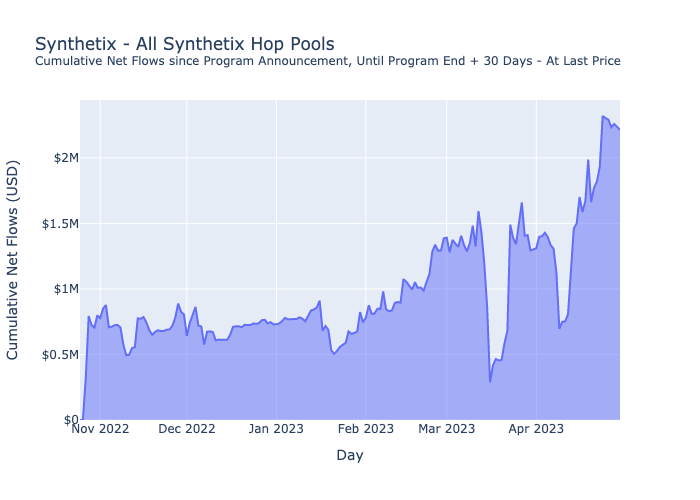 Synthetix - All Synthetix Hop Pools
Cumulative Net Flows since Program Announcement, Until Program End + 30 Days - At Last Price
Cumulative Net Flows (USD)
$2M
$1.5M
$1M
$0.5M
$0
Nov 2022
Dec 2022
Jan 2023
Feb 2023
Mar 2023
Apr 2023
Day